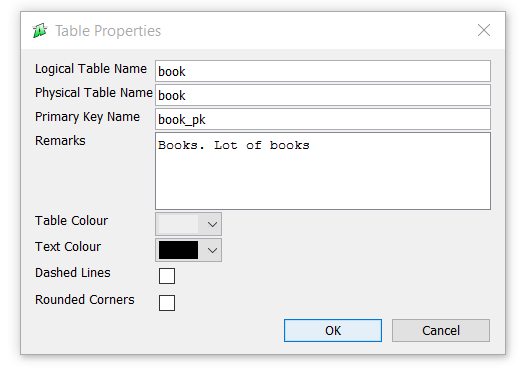 Table Properties
Logical Table Name book
Physical Table Name book
Primary Key Name book_pk
Remarks Books. Lot of books
Table Colour
Text Colour
Dashed Lines
Rounded Corners
OK Cancel